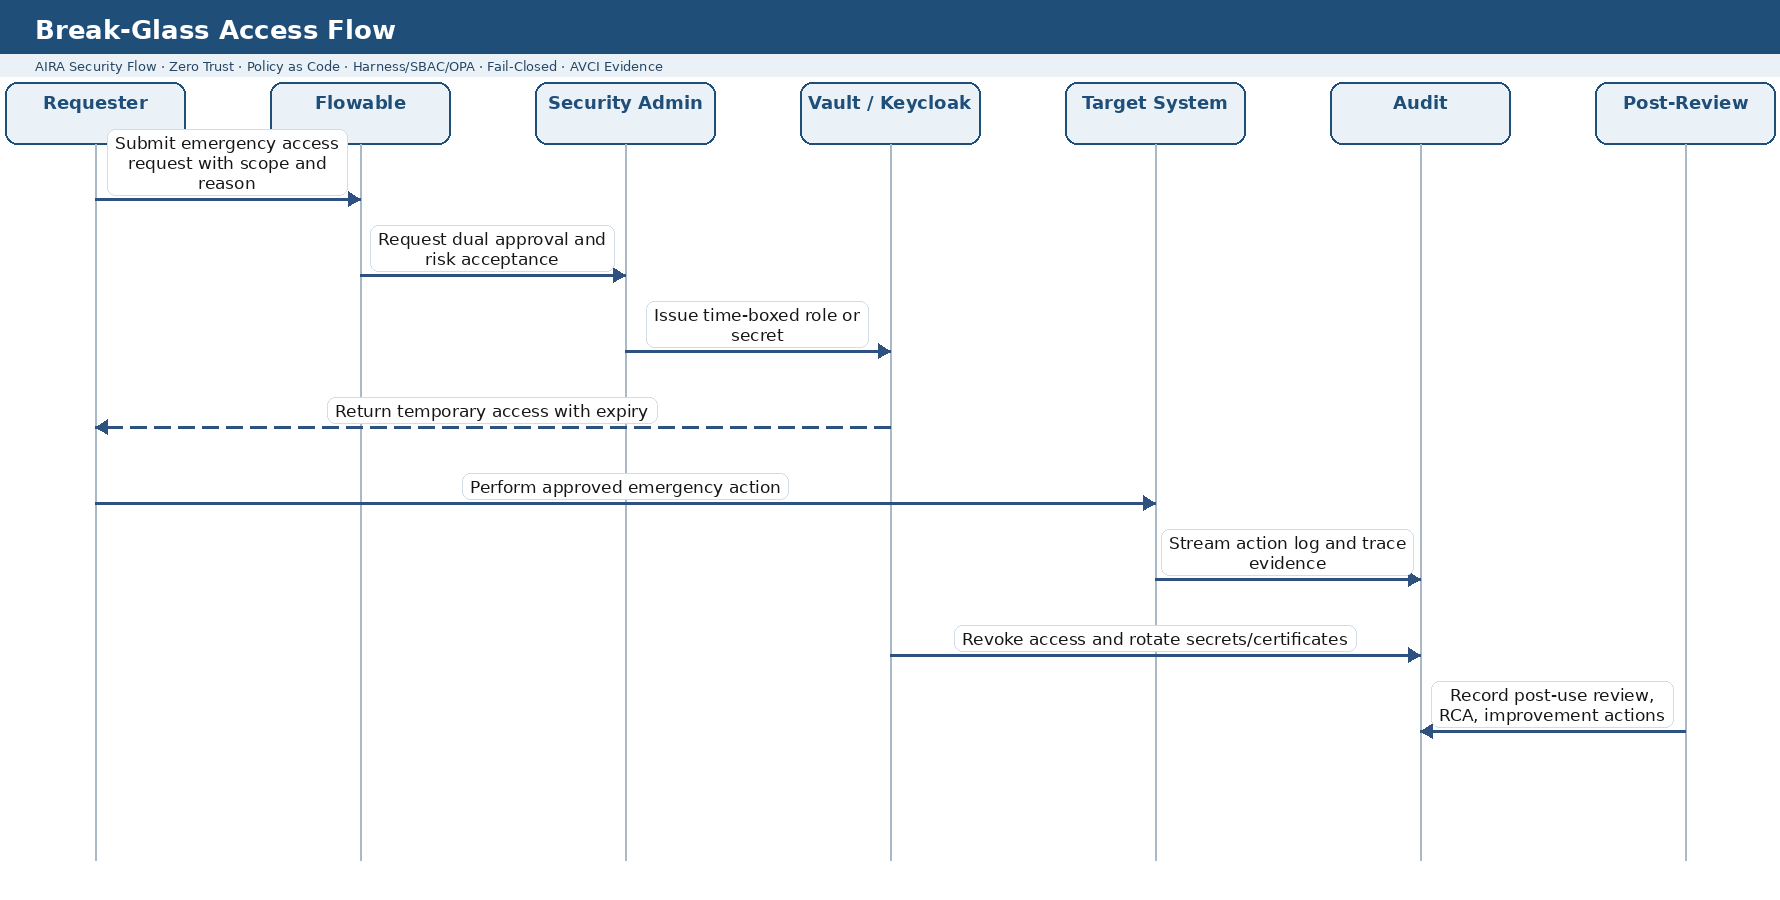 Break-Glass Access Flow
AIRA Security Flow · Zero Trust · Policy as Code · Harness/SBAC/OPA · Fail-Closed · AVCI Evidence
Requester
Flowable
Security Admin
Vault / Keycloak
Target System
Audit
Post-Review
Submit emergency access
request with scope and
reason
Request dual approval and
risk acceptance
Issue time-boxed role or
secret
Return temporary access with expiry
Perform approved emergency action
Stream action log and trace
evidence
Revoke access and rotate secrets/certificates
Record post-use review,
RCA, improvement actions